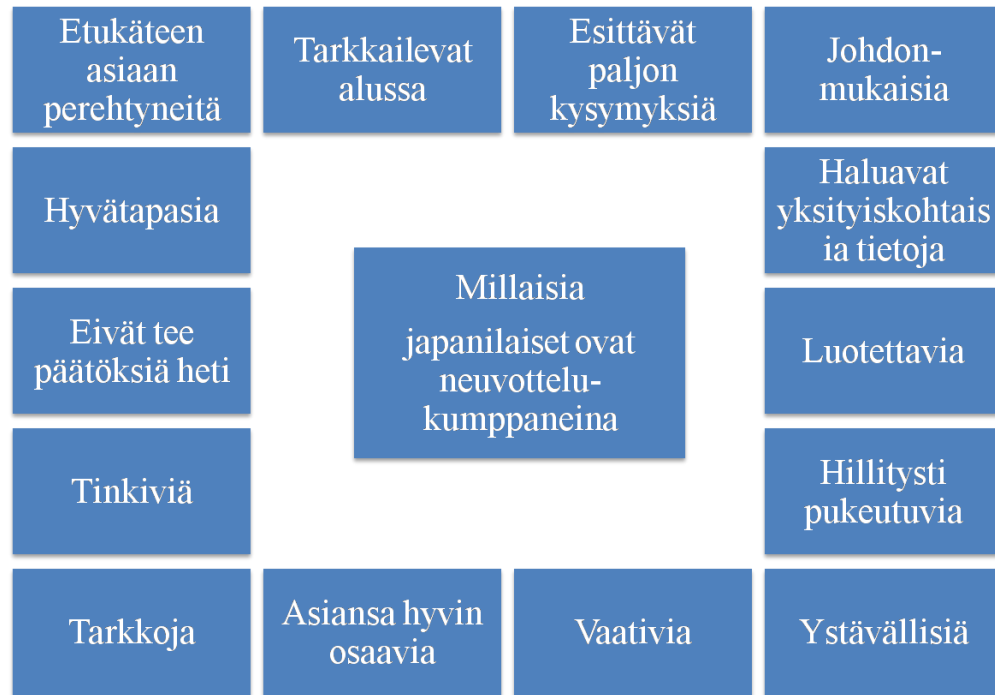 Etukäteen
asiaan
perehtyneitä
Tarkkailevat
alussa
Esittävät
paljon
kysymyksiä
Johdon-
mukaisia
Hyvätapasia
Haluavat
yksityiskohtais
ia tietoja
Millaisia
japanilaiset ovat
neuvottelu-
kumppaneina
Eivät tee
päätöksiä heti
Luotettavia
Tinkiviä
Hillitysti
pukeutuvia
Tarkkoja
Asiansa hyvin
osaavia
Vaativia
Ystävällisiä